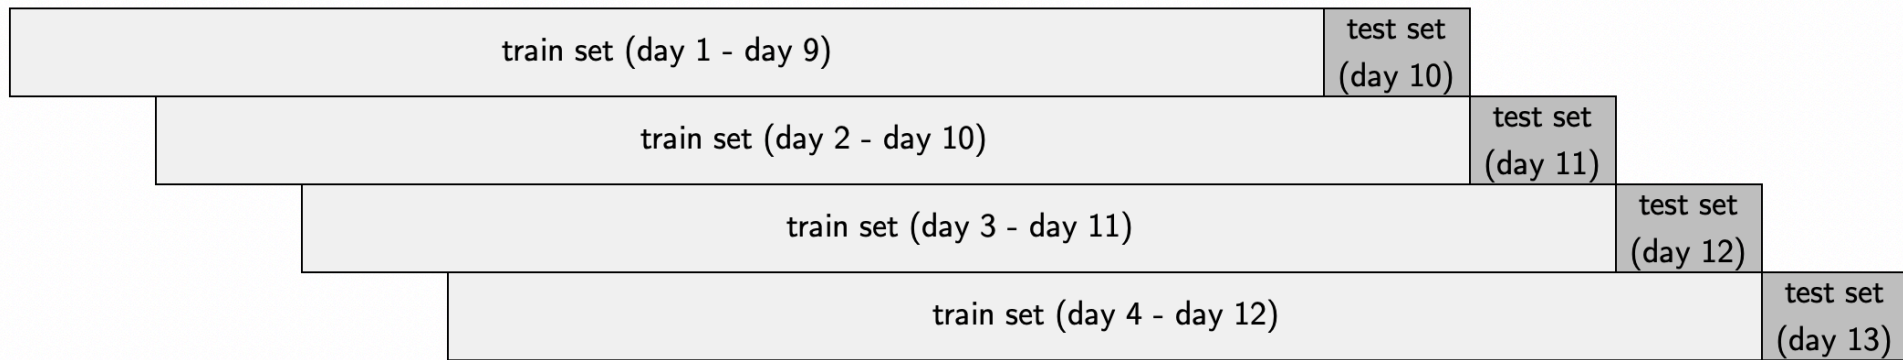 train set (day 1 - day 9)
test set
(day 10)
train set (day 2 - day 10)
test set
(day 11)
train set (day 3 - day 11)
test set
(day 12)
train set (day 4 - day 12)
test set
(day 13)